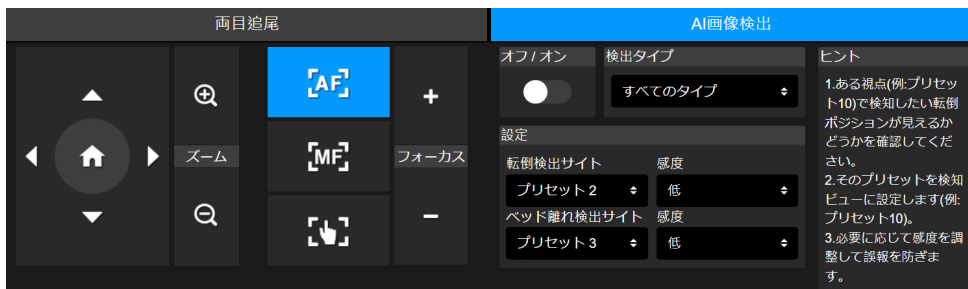 両目追尾
AI画像検出
AF
MF
ズーム
フォーカス
オフ / オン
検出タイプ
すべてのタイプ
設定
転倒検出サイト
感度
プリセット 2
低
ベッド離れ検出サイト
感度
プリセット 3
低
ヒント
1.ある視点(例:プリセッ
ト10)で検知したい転倒
ポジションが見えるか
どうかを確認してくだ
さい。
2.そのプリセットを検知
ビューに設定します(例:
プリセット10)。
3.必要に応じて感度を調
整して誤報を防ぎま
す。